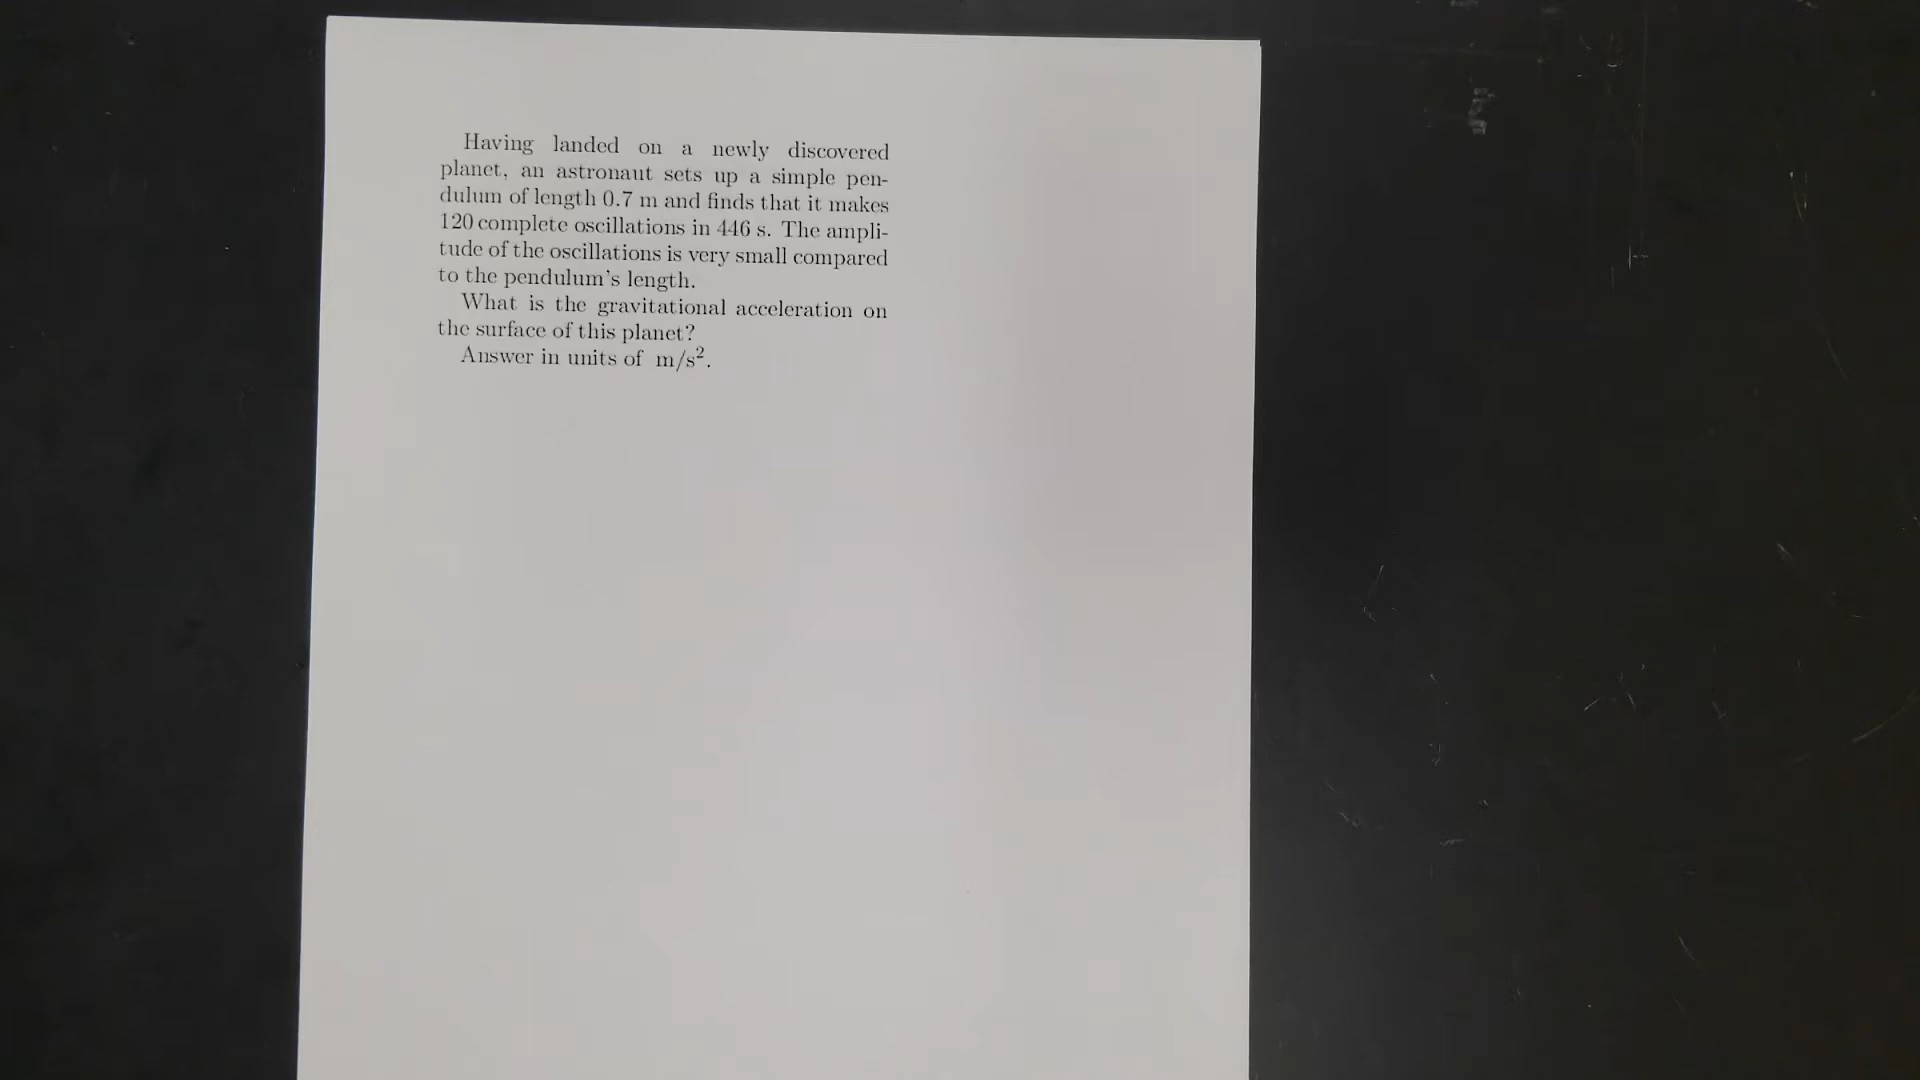 Having landed on a newly discovered
planet, an astronaut sets up a simple pen-
dulum of length 0.7 m and finds that it makes
120 complete oscillations in 446 s. The ampli-
tude of the oscillations is very small compared
to the pendulum's length.
What is the gravitational acceleration on
the surface of this planet?
Answer in units of m/s².